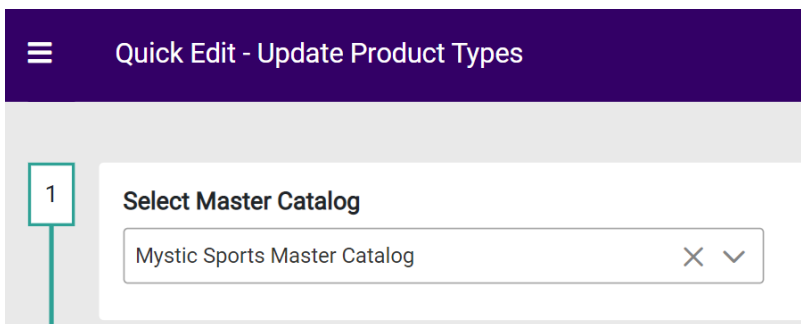 Quick Edit - Update Product Types
1
Select Master Catalog
Mystic Sports Master Catalog